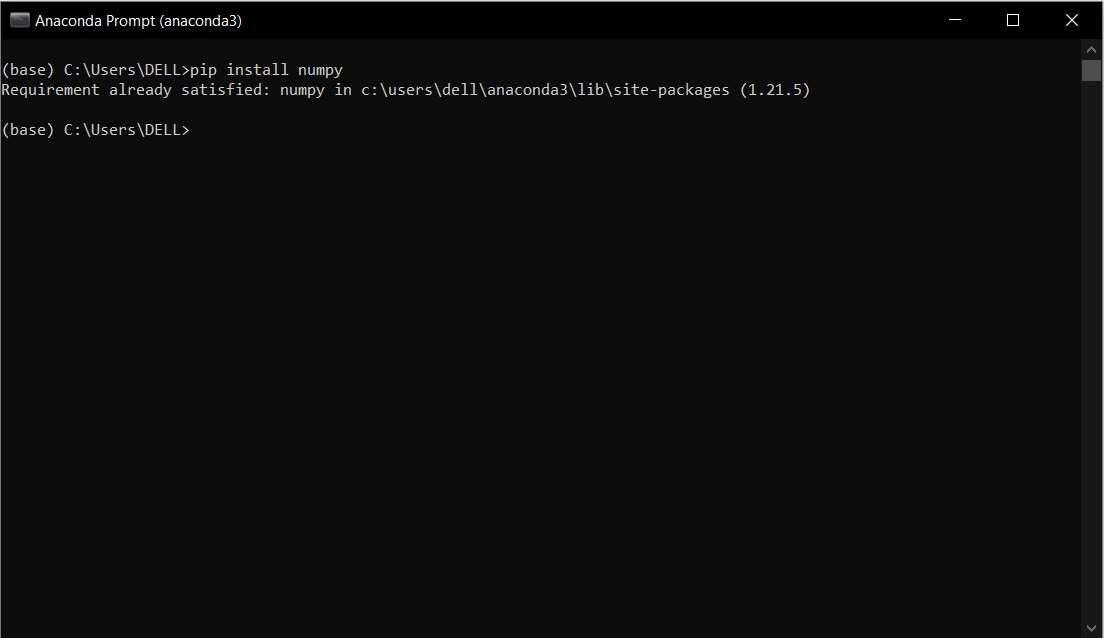 Anaconda Prompt (anaconda3)
(base) C:\Users\DELL>pip install numpy
Requirement already satisfied: numpy in c:\users\dell\anaconda3\lib\site-packages (1.21.5)
(base) C:\Users\DELL>